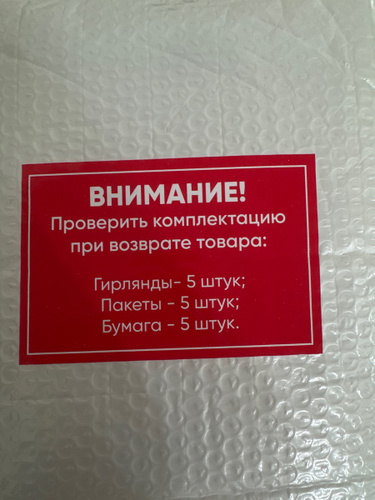 ВНИМАНИЕ!
Проверить комплектацию
при возврате товара:
Гирлянды- 5 штук;
Пакеты - 5 штук;
Бумага - 5 штук.